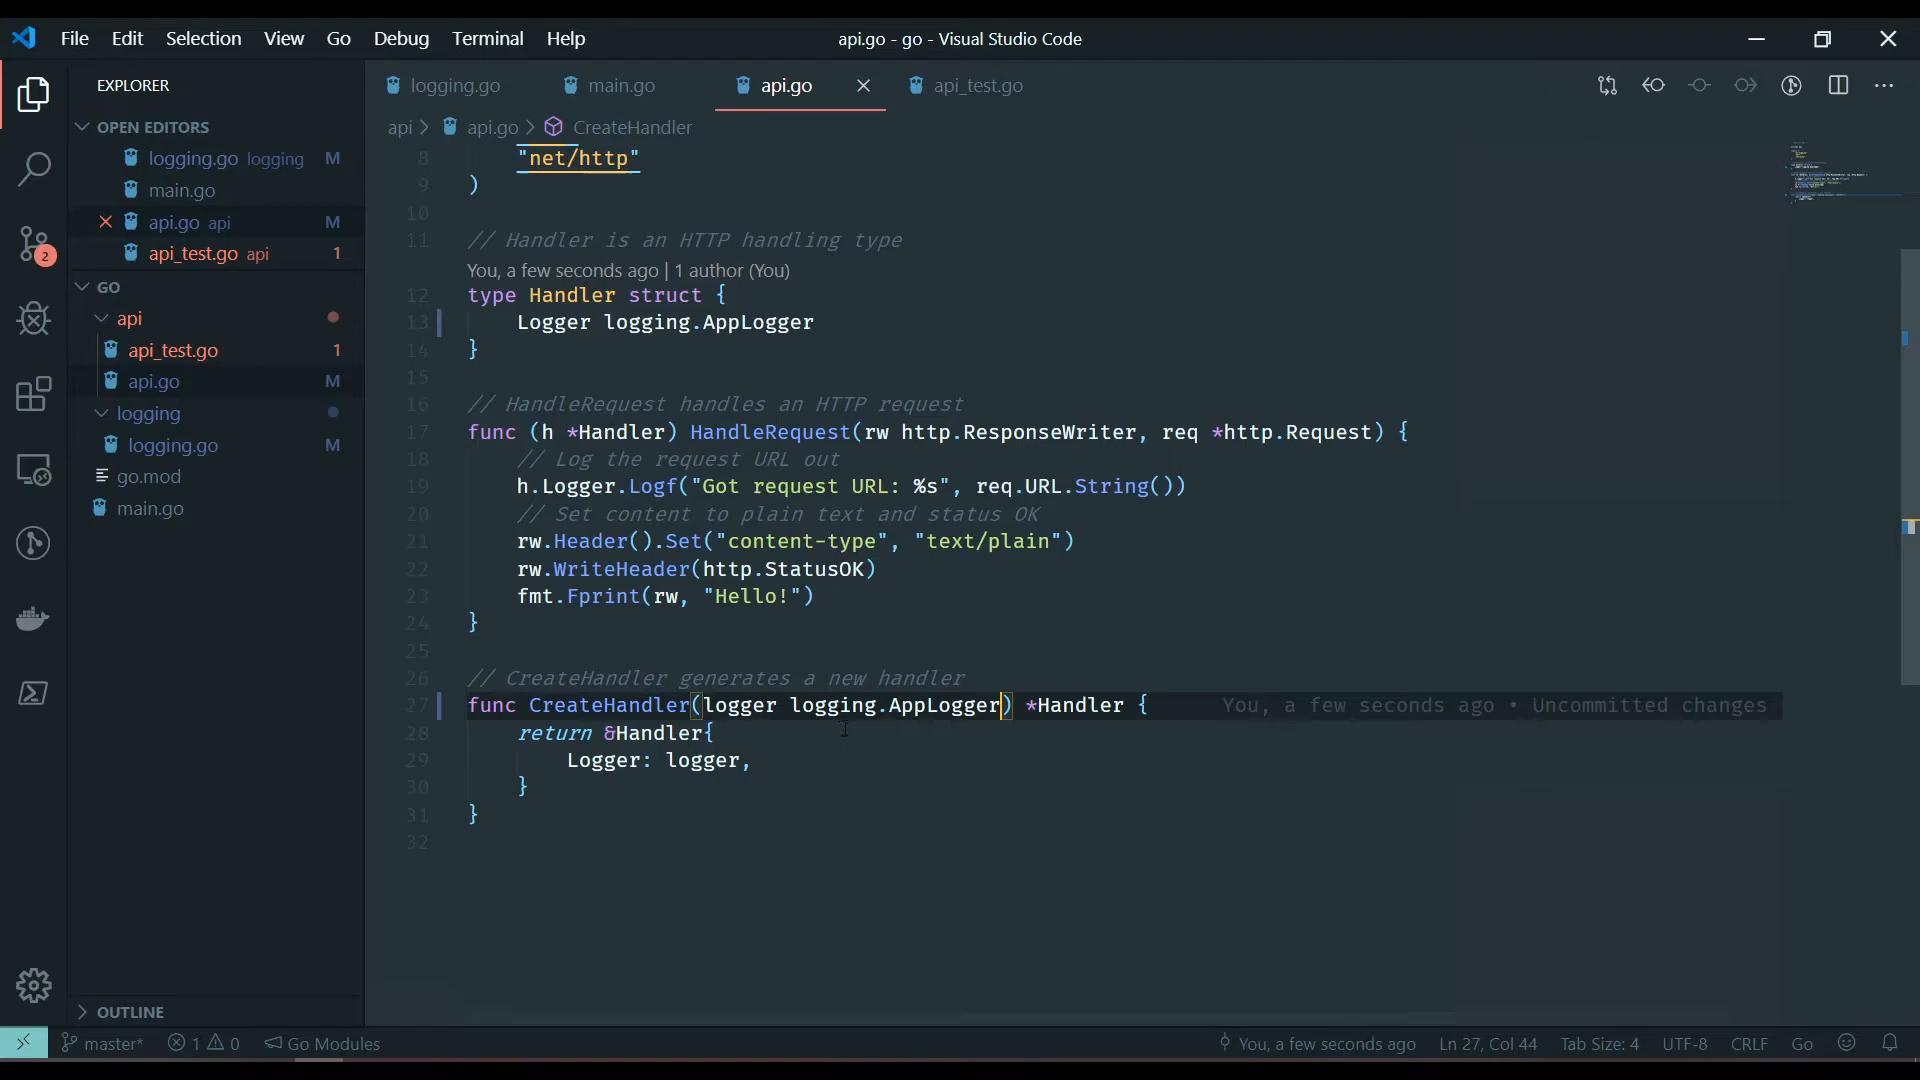 File Edit Selection View Go Debug Terminal Help
api.go - go - Visual Studio Code
EXPLORER
OPEN EDITORS
logging.go logging M
main.go
api.go api M
api_test.go api 1
GO
api
api_test.go 1
api.go M
logging
logging.go M
go.mod
main.go
OUTLINE
2
logging.go main.go api.go api_test.go
api > api.go > CreateHandler
8 "net/http"
9 )
10
11 // Handler is an HTTP handling type
You, a few seconds ago | 1 author (You)
12 type Handler struct {
13 Logger logging.AppLogger
14 }
15
16 // HandleRequest handles an HTTP request
17 func (h *Handler) HandleRequest(rw http.ResponseWriter, req *http.Request) {
18 // Log the request URL out
19 h.Logger.Logf("Got request URL: %s", req.URL.String())
20 // Set content to plain text and status OK
21 rw.Header().Set("content-type", "text/plain")
22 rw.WriteHeader(http.StatusOK)
23 fmt.Fprint(rw, "Hello!")
24 }
25
26 // CreateHandler generates a new handler
27 func CreateHandler(logger logging.AppLogger) *Handler { You, a few seconds ago • Uncommitted changes
28 return &Handler{
29 Logger: logger,
30 }
31 }
32
master* 1 0 Go Modules You, a few seconds ago Ln 27, Col 44 Tab Size: 4 UTF-8 CRLF Go